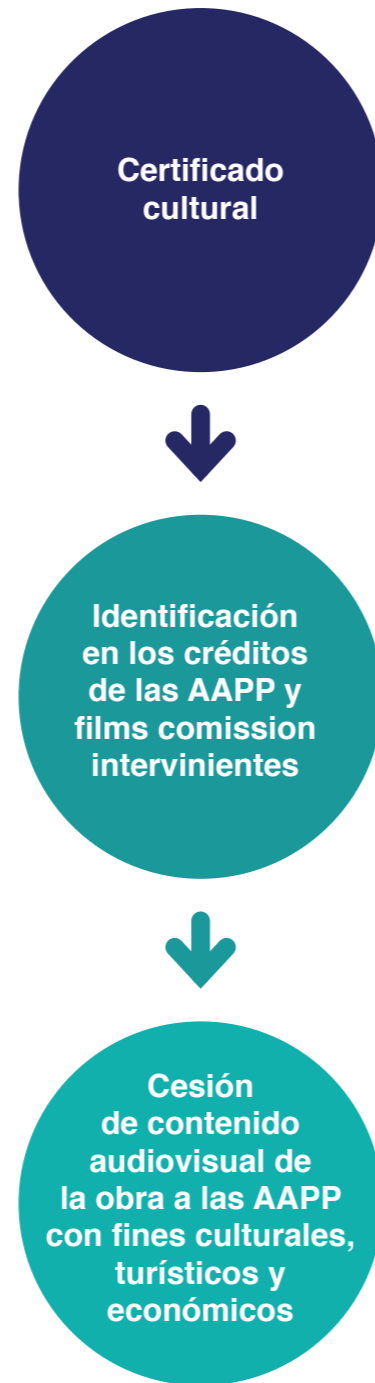 Certificado
cultural
Identificación
en los créditos
de las AAPP y
films comission
intervinientes
Cesión
de contenido
audiovisual de
la obra a las AAPP
con fines culturales,
turísticos y
económicos